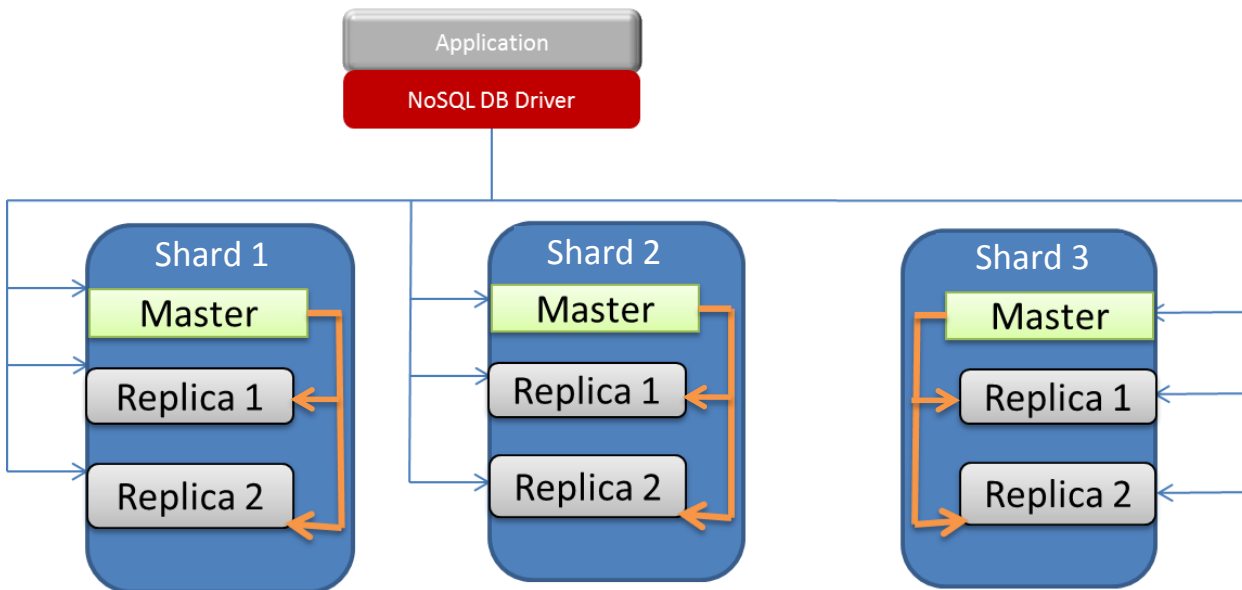 Application
NoSQL DB Driver
Shard 1
Master
Replica 1
Replica 2
Shard 2
Master
Replica 1
Replica 2
Shard 3
Master
Replica 1
Replica 2